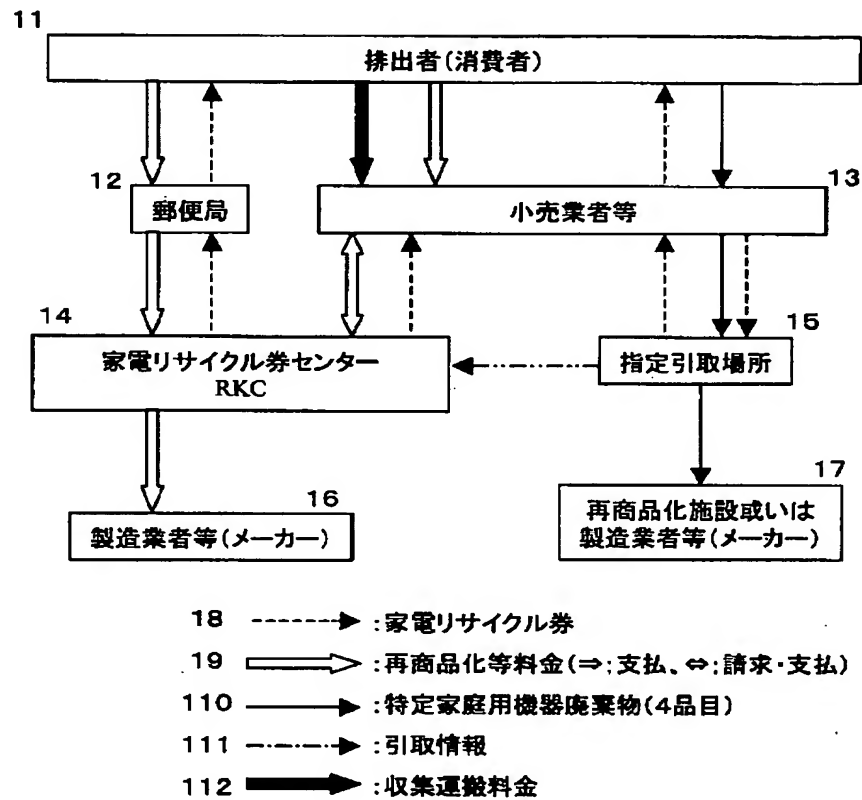 11
排出者(消費者)
12
郵便局
13
小売業者等
14
家電リサイクル券センター
RKC
15
指定引取場所
16
製造業者等(メーカー)
17
再商品化施設或いは
製造業者等(メーカー)
18 :家電リサイクル券
19 :再商品化等料金(⇒;支払、⇔;請求・支払)
110 :特定家庭用機器廃棄物(4品目)
111 :引取情報
112 :収集運搬料金